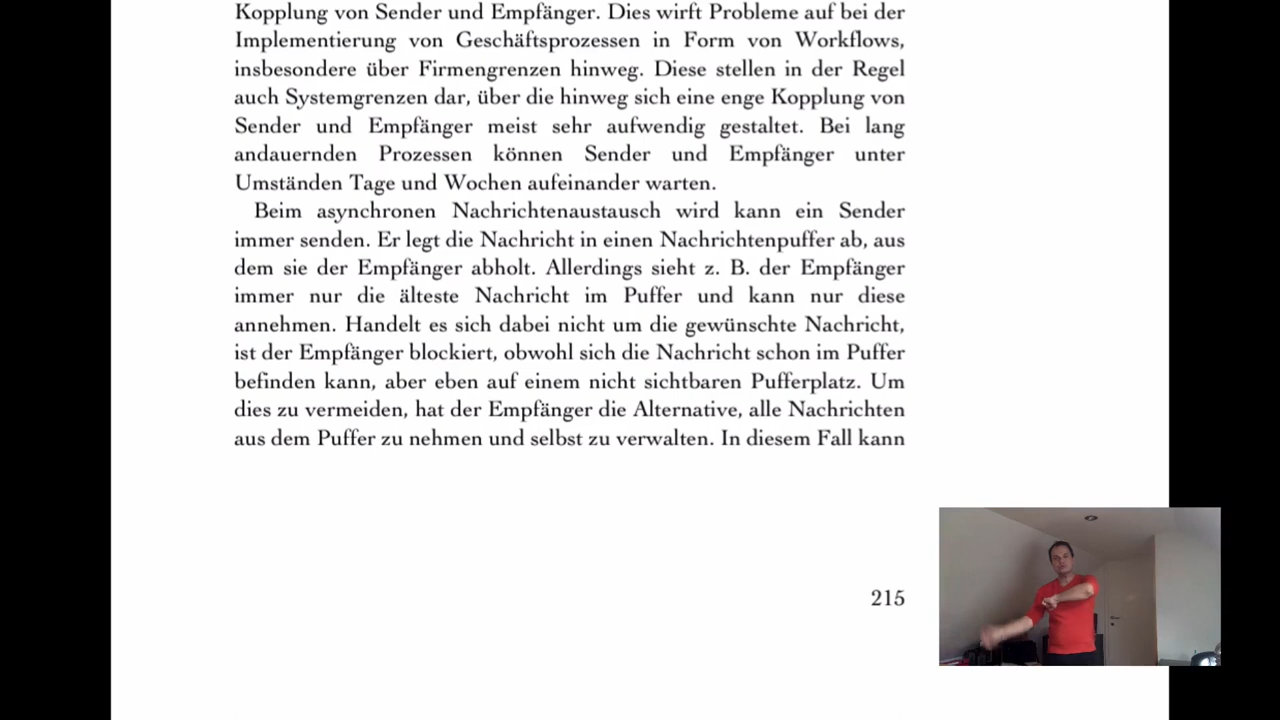 Kopplung von Sender und Empfänger. Dies wirft Probleme auf bei der
Implementierung von Geschäftsprozessen in Form von Workflows,
insbesondere über Firmengrenzen hinweg. Diese stellen in der Regel
auch Systemgrenzen dar, über die hinweg sich eine enge Kopplung von
Sender und Empfänger meist sehr aufwendig gestaltet. Bei lang
andauernden Prozessen können Sender und Empfänger unter
Umständen Tage und Wochen aufeinander warten.
Beim asynchronen Nachrichtenaustausch wird kann ein Sender
immer senden. Er legt die Nachricht in einen Nachrichtenpuffer ab, aus
dem sie der Empfänger abholt. Allerdings sieht z. B. der Empfänger
immer nur die älteste Nachricht im Puffer und kann nur diese
annehmen. Handelt es sich dabei nicht um die gewünschte Nachricht,
ist der Empfänger blockiert, obwohl sich die Nachricht schon im Puffer
befinden kann, aber eben auf einem nicht sichtbaren Pufferplatz. Um
dies zu vermeiden, hat der Empfänger die Alternative, alle Nachrichten
aus dem Puffer zu nehmen und selbst zu verwalten. In diesem Fall kann
215